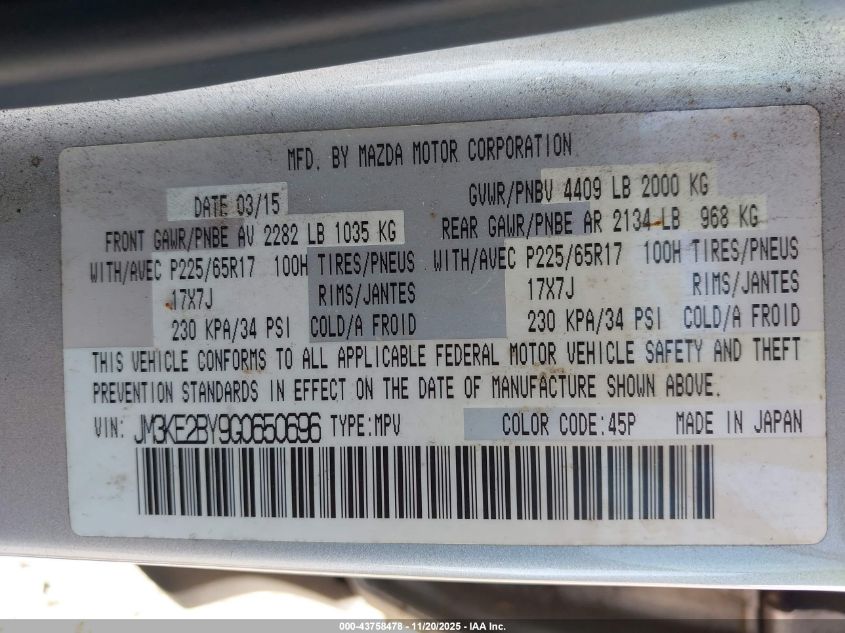 MFD. BY MAZDA MOTOR CORPORATION
DATE 03/15 GVWR/PNBV 4409 LB 2000 KG
FRONT GAWR/PNBE AV 2282 LB 1035 KG REAR GAWR/PNBE AR 2134 LB 968 KG
WITH/AVEC P225/65R17 100H TIRES/PNEUS WITH/AVEC P225/65R17 100H TIRES/PNEUS
17X7J RIMS/JANTES 17X7J RIMS/JANTES
230 KPA/34 PSI COLD/A FROID 230 KPA/34 PSI COLD/A FROID
THIS VEHICLE CONFORMS TO ALL APPLICABLE FEDERAL MOTOR VEHICLE SAFETY AND THEFT
PREVENTION STANDARDS IN EFFECT ON THE DATE OF MANUFACTURE SHOWN ABOVE.
VIN: JM3KE2BY9G0650696 TYPE:MPV COLOR CODE:45P MADE IN JAPAN
000-43758478 - 11/20/2025 - IAA Inc.